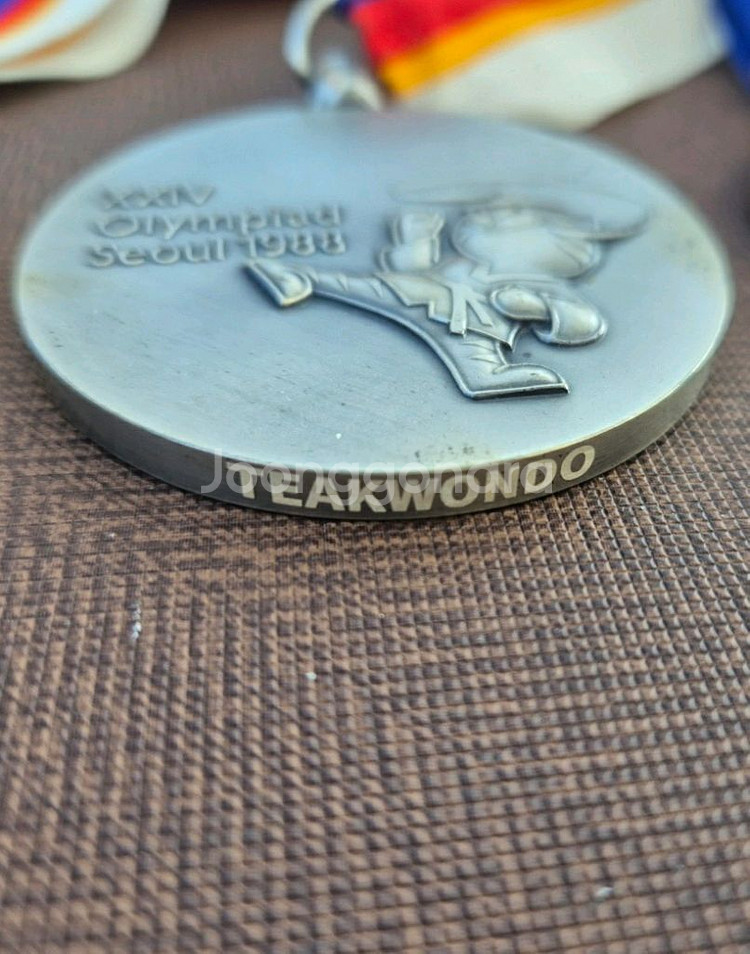 XXIV
Olympiad
Seoul 1988
TEAKWONDO